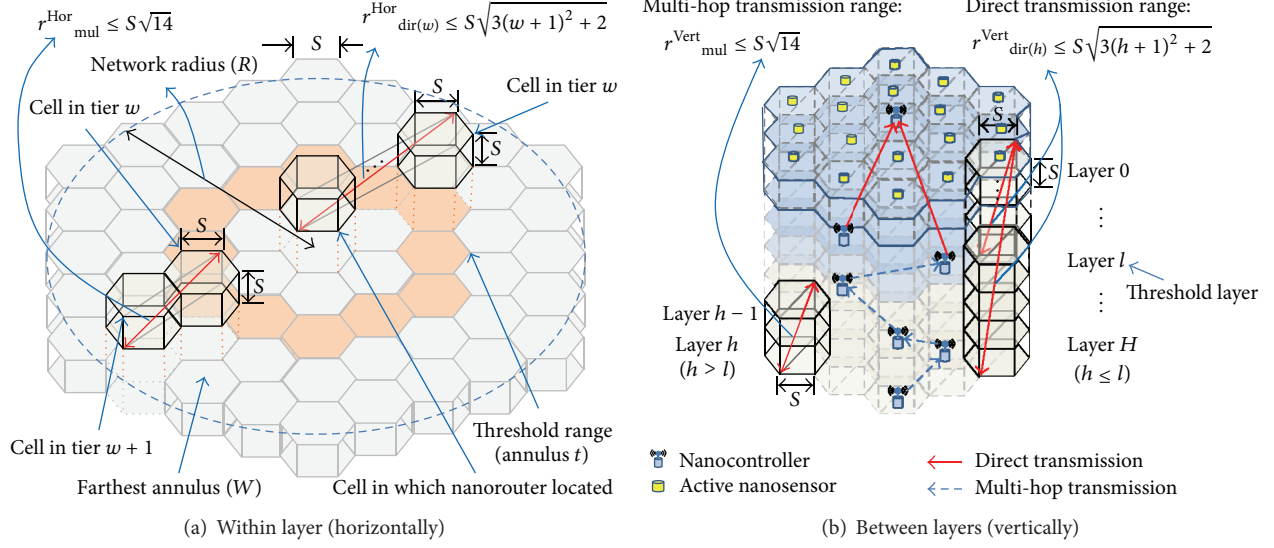 r^Hor_mul ≤ S√14
r^Hor_dir(w) ≤ S√3(w + 1)² + 2
S
Network radius (R)
Cell in tier w
Cell in tier w
S
S
...
S
S
Cell in tier w + 1
Farthest annulus (W)
Threshold range
(annulus t)
Cell in which nanorouter located
(a) Within layer (horizontally)
Multi-hop transmission range:
Direct transmission range:
r^Vert_mul ≤ S√14
r^Vert_dir(h) ≤ S√3(h + 1)² + 2
S
S
Layer 0
⋮
Layer l
Threshold layer
⋮
Layer h − 1
Layer h
(h > l)
Layer H
(h ≤ l)
S
Nanocontroller
Active nanosensor
Direct transmission
Multi-hop transmission
(b) Between layers (vertically)